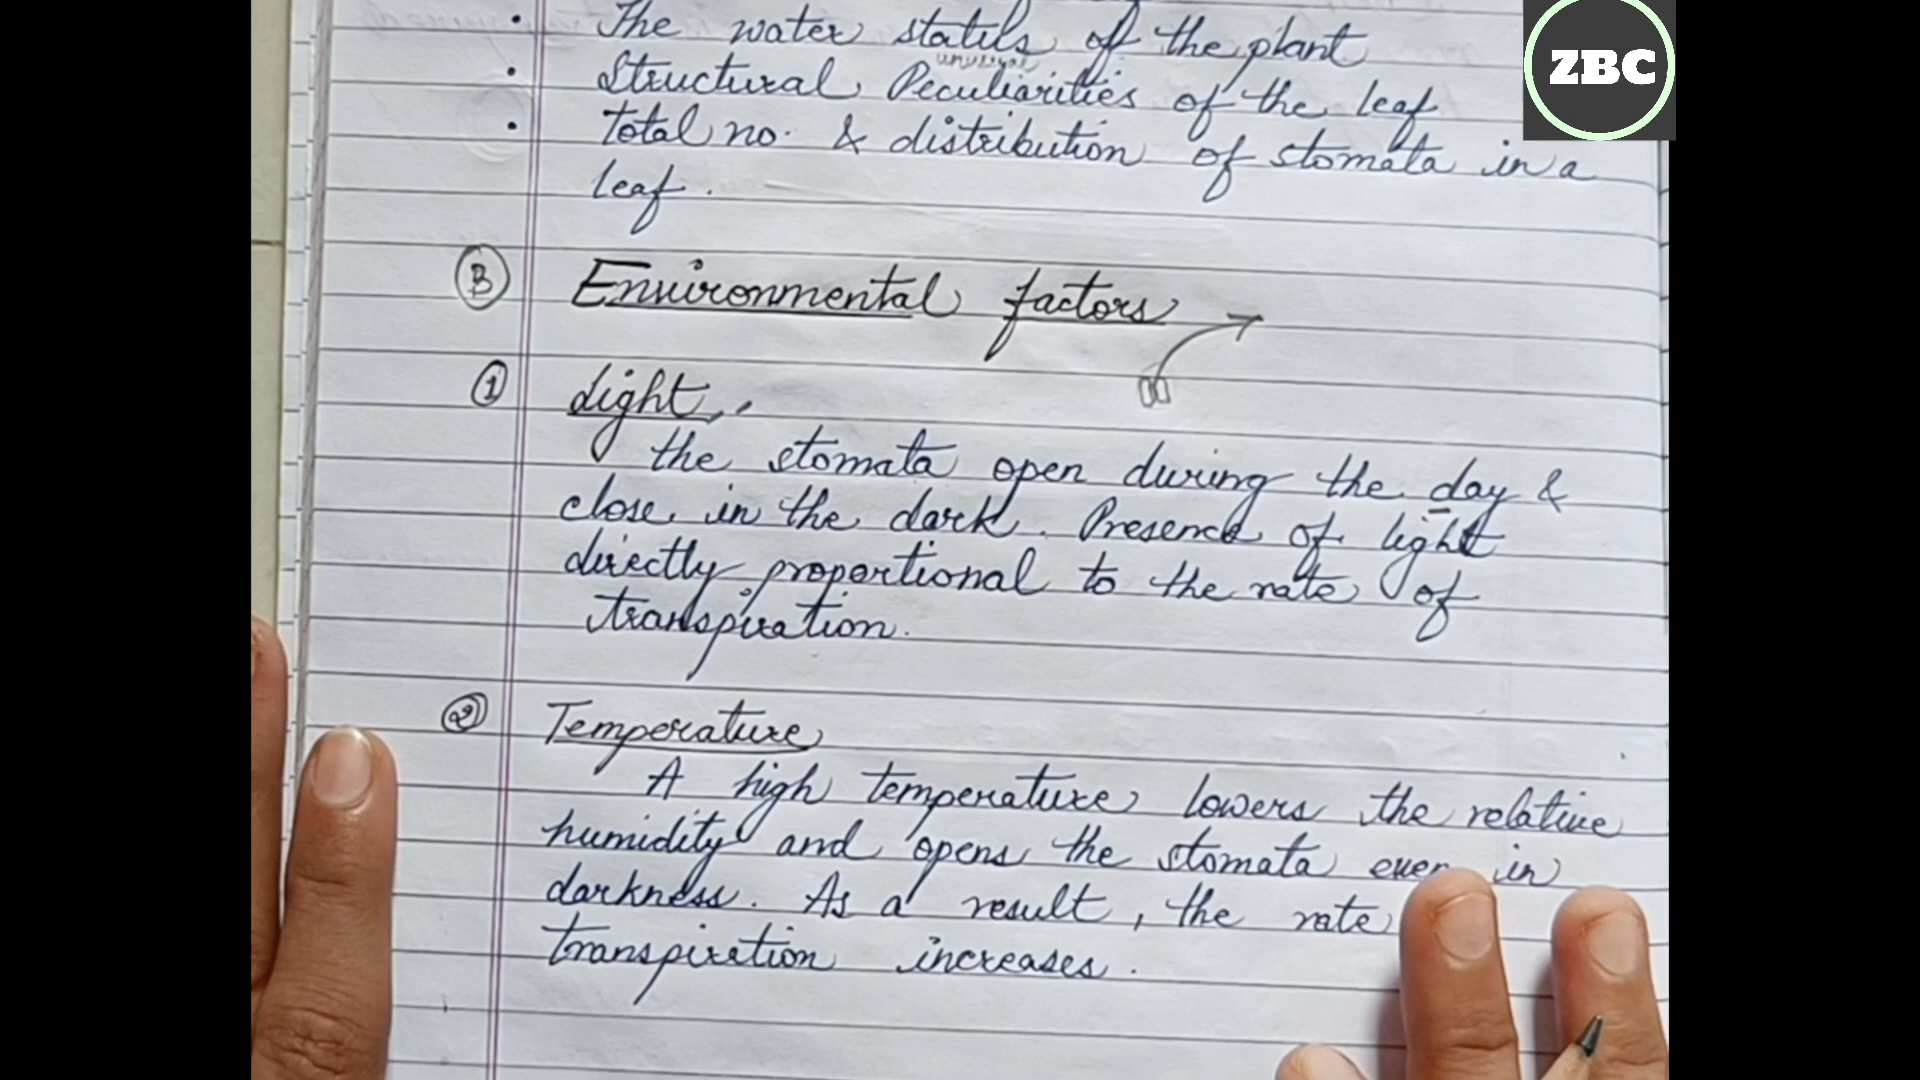 • The water status of the plant
unusual
• Structural Peculiarities of the leaf
• total no. & distribution of stomata in a
leaf.
ZBC
B Environmental factors
1 Light
the stomata open during the day &
close in the dark. Presence of light
directly proportional to the rate of
transpiration.
2 Temperature
A high temperature lowers the relative
humidity and opens the stomata even in
darkness. As a result, the rate
transpiration increases.